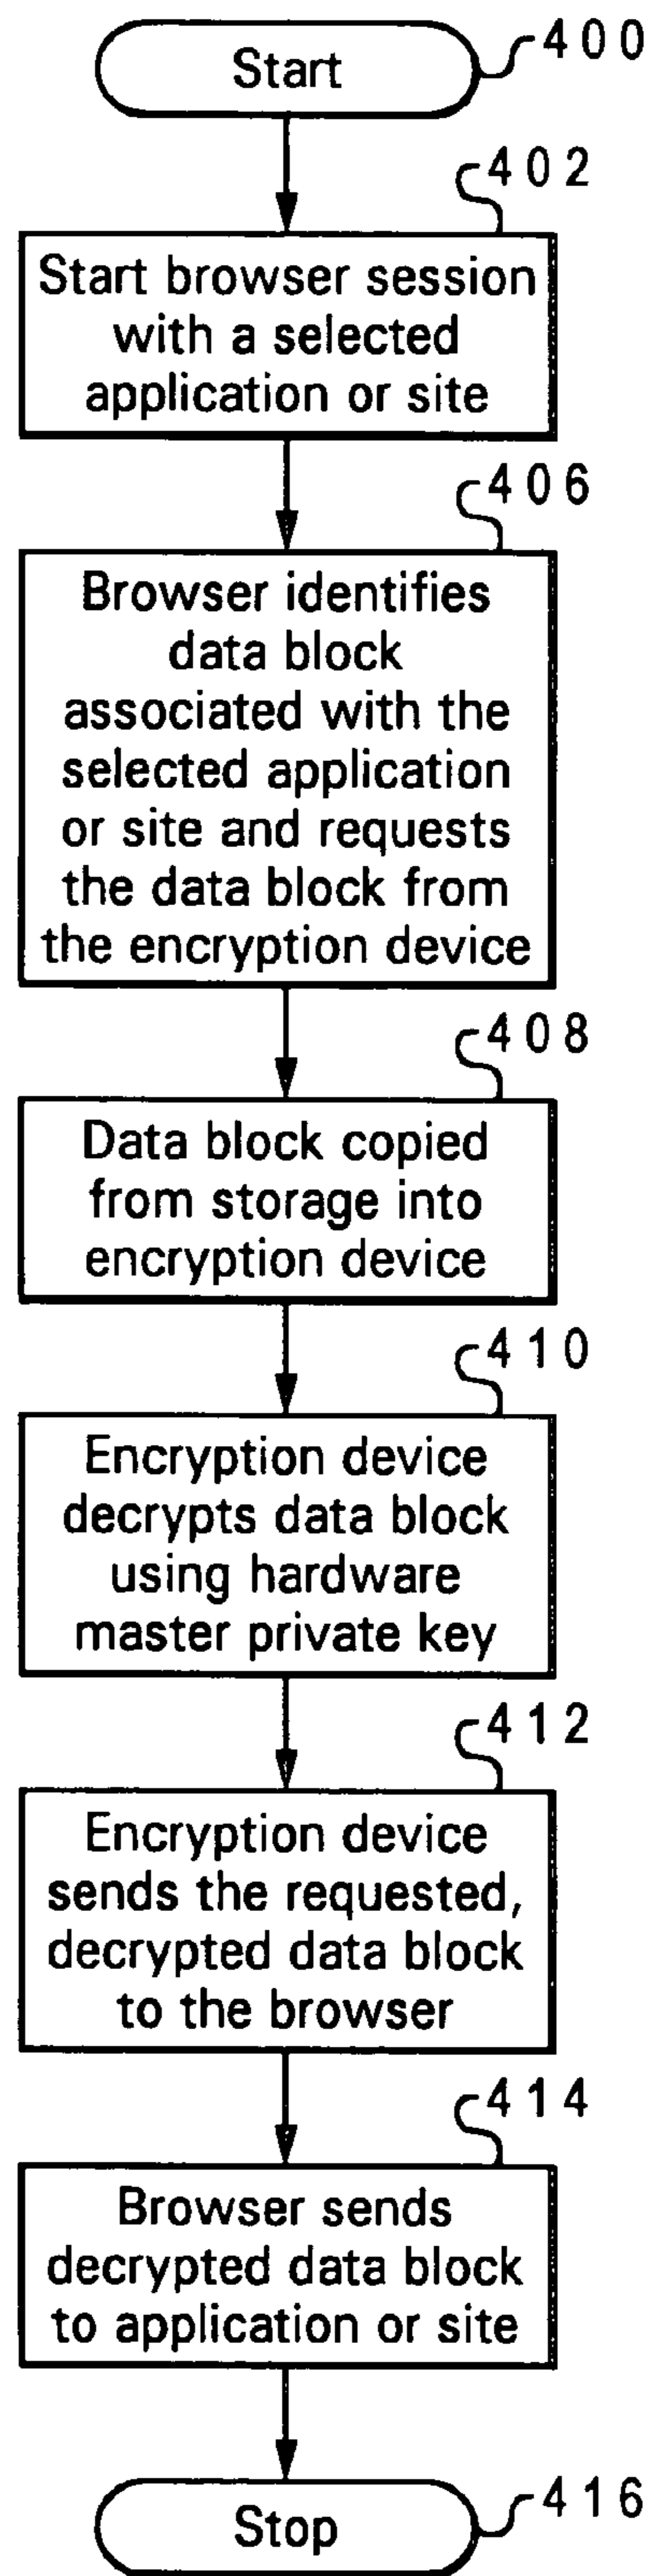 Start
400
402
Start browser session
with a selected
application or site
406
Browser identifies
data block
associated with the
selected application
or site and requests
the data block from
the encryption device
408
Data block copied
from storage into
encryption device
410
Encryption device
decrypts data block
using hardware
master private key
412
Encryption device
sends the requested,
decrypted data block
to the browser
414
Browser sends
decrypted data block
to application or site
Stop
416